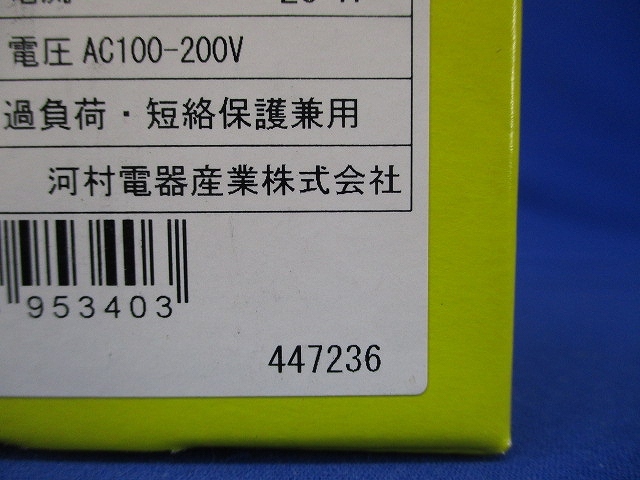 電圧 AC100-200V
過負荷・短絡保護兼用
河村電器産業株式会社
953403
447236